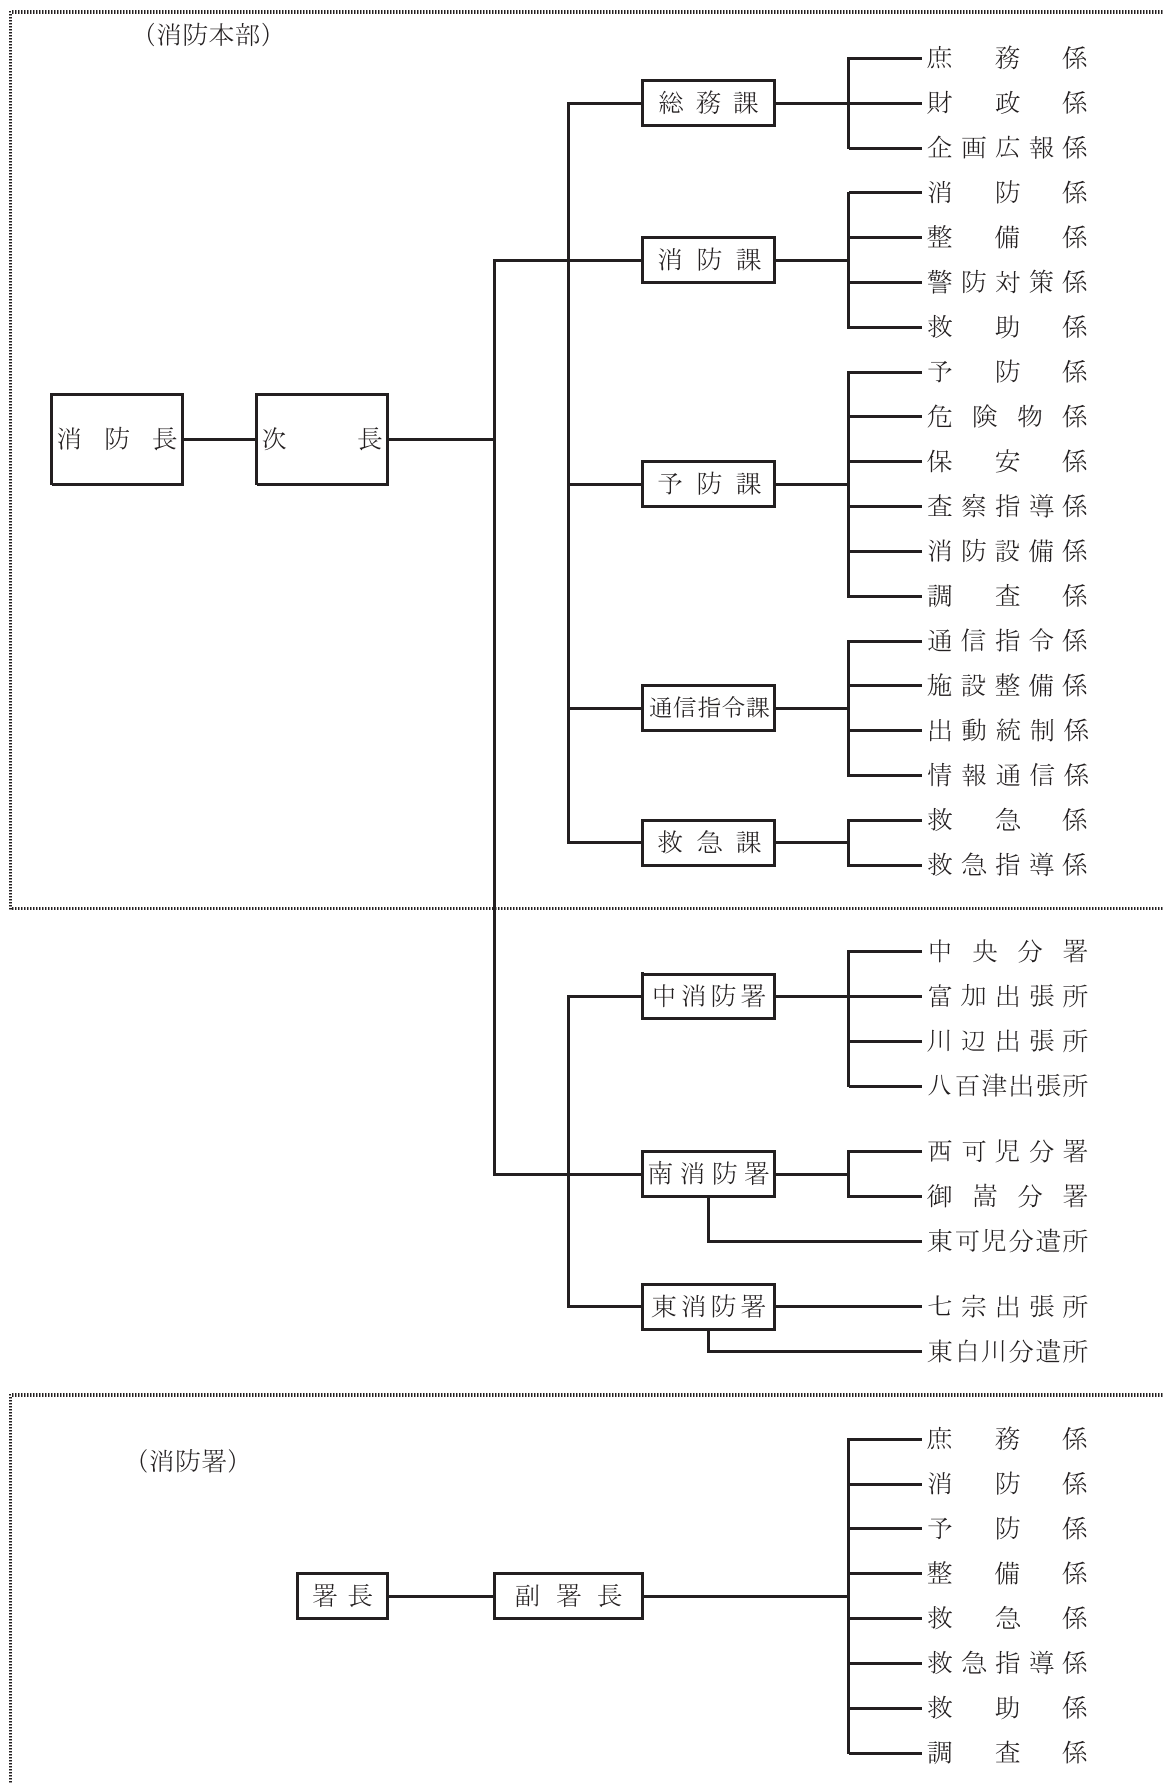 （消防本部）
消防長
次長
総務課
庶務係
財政係
企画広報係
消防課
消防係
整備係
警防対策係
救助係
予防課
予防係
危険物係
保安係
査察指導係
消防設備係
調査係
通信指令課
通信指令係
施設整備係
出動統制係
情報通信係
救急課
救急係
救急指導係
中消防署
中央分署
富加出張所
川辺出張所
八百津出張所
南消防署
西可児分署
御嵩分署
東可児分遣所
東消防署
七宗出張所
東白川分遣所
（消防署）
署長
副署長
庶務係
消防係
予防係
整備係
救急係
救急指導係
救助係
調査係